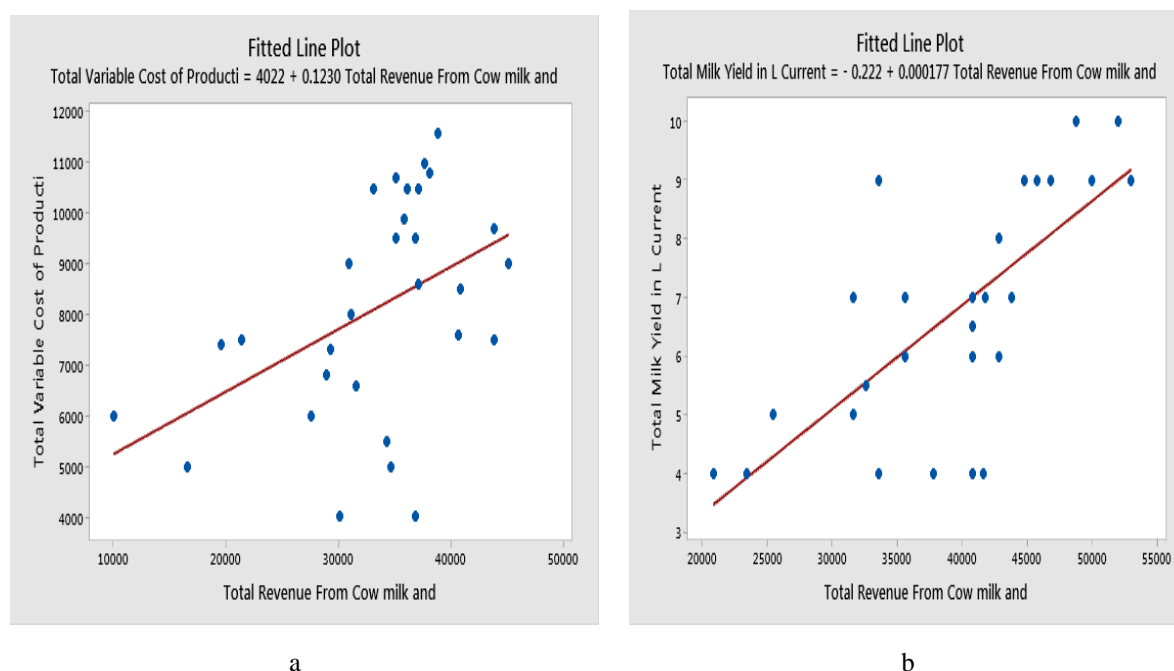 Fitted Line Plot
Total Variable Cost of Producti = 4022 + 0.1230 Total Revenue From Cow milk and
12000
11000
10000
9000
8000
7000
6000
5000
4000
Total Variable Cost of Producti
10000 20000 30000 40000 50000
Total Revenue From Cow milk and
a
Fitted Line Plot
Total Milk Yield in L Current = - 0.222 + 0.000177 Total Revenue From Cow milk and
10
9
8
7
6
5
4
3
Total Milk Yield in L Current
20000 25000 30000 35000 40000 45000 50000 55000
Total Revenue From Cow milk and
b